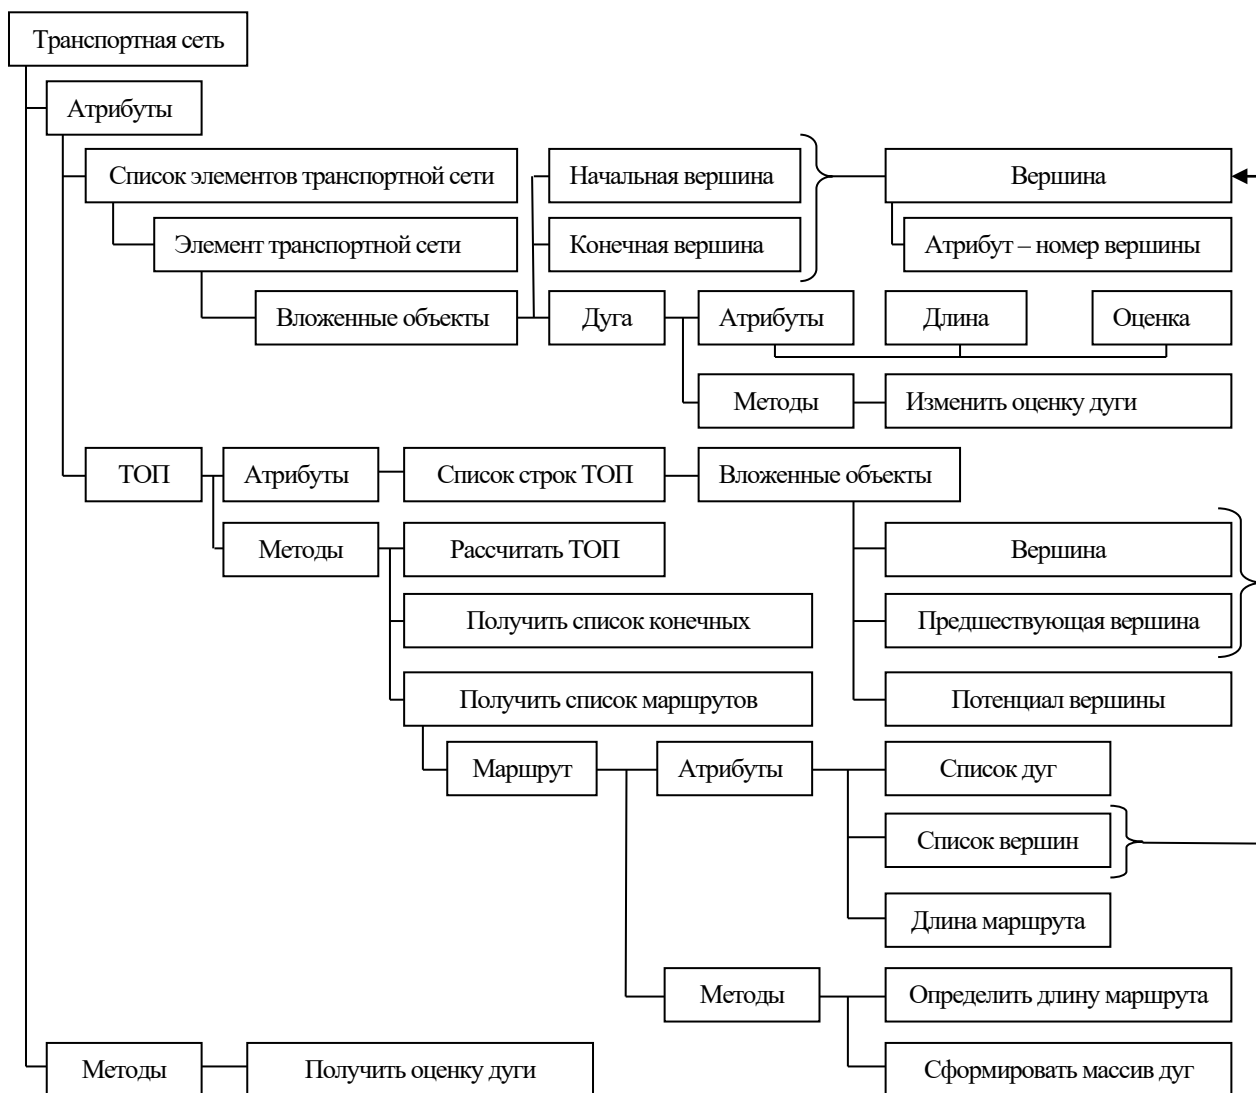 Транспортная сеть
Атрибуты
Список элементов транспортной сети
Начальная вершина
Вершина
Элемент транспортной сети
Конечная вершина
Атрибут – номер вершины
Вложенные объекты
Дуга
Атрибуты
Длина
Оценка
Методы
Изменить оценку дуги
ТОП
Атрибуты
Список строк ТОП
Вложенные объекты
Методы
Рассчитать ТОП
Вершина
Получить список конечных
Предшествующая вершина
Получить список маршрутов
Потенциал вершины
Маршрут
Атрибуты
Список дуг
Список вершин
Длина маршрута
Методы
Определить длину маршрута
Методы
Получить оценку дуги
Сформировать массив дуг